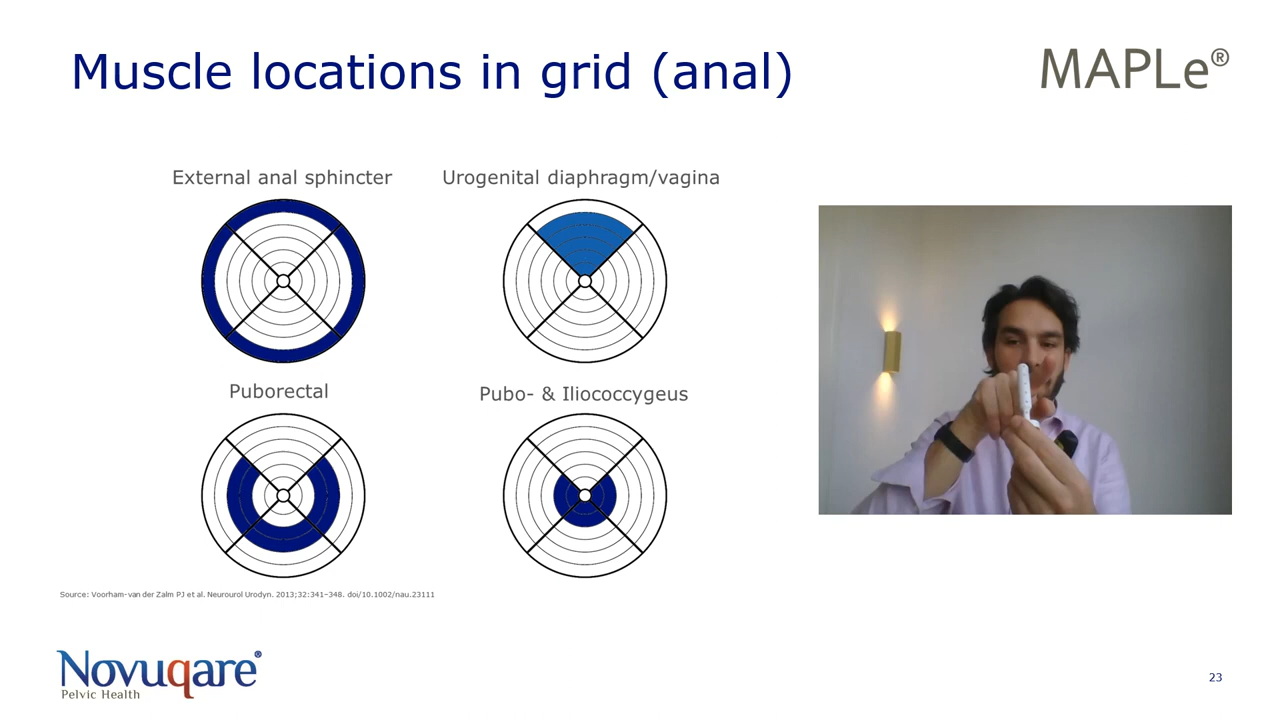 Muscle locations in grid (anal)
MAPLe®
External anal sphincter
Urogenital diaphragm/vagina
Puborectal
Pubo- & Iliococcygeus
Source: Voorham-van der Zalm PJ et al. Neurourol Urodyn. 2013;32:341–348. doi/10.1002/nau.23111
Novuqare®
Pelvic Health
23